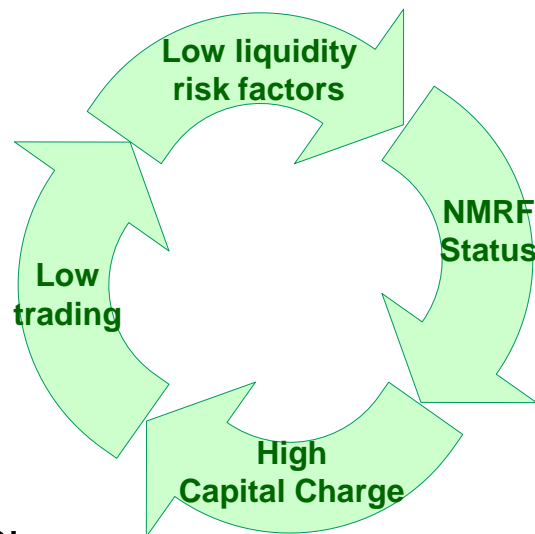 Low liquidity
risk factors
NMRF
Status
High
Capital Charge
Low
trading